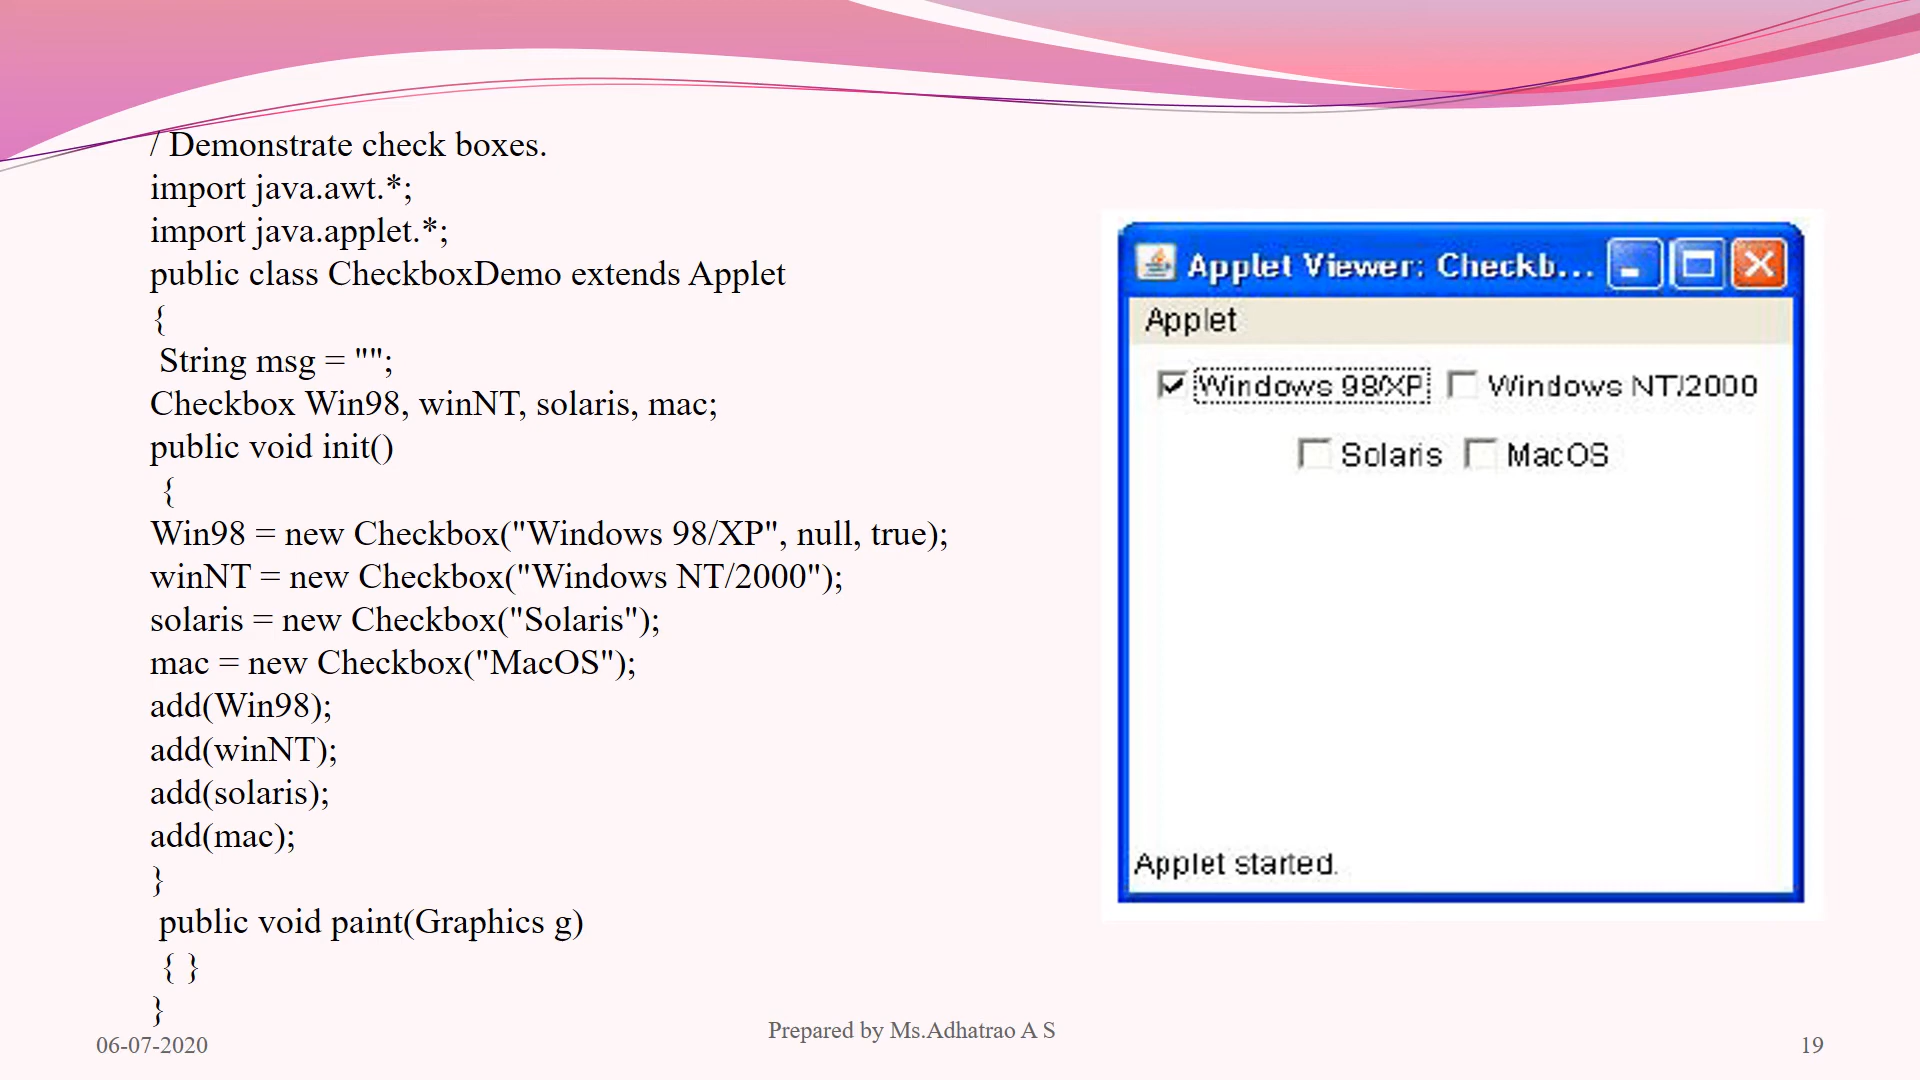 / Demonstrate check boxes.
import java.awt.*;
import java.applet.*;
public class CheckboxDemo extends Applet
{
String msg = "";
Checkbox Win98, winNT, solaris, mac;
public void init()
{
Win98 = new Checkbox("Windows 98/XP", null, true);
winNT = new Checkbox("Windows NT/2000");
solaris = new Checkbox("Solaris");
mac = new Checkbox("MacOS");
add(Win98);
add(winNT);
add(solaris);
add(mac);
}
public void paint(Graphics g)
{ }
}
Applet Viewer: Checkb...
Applet
Windows 98/XP Windows NT/2000
Solaris MacOS
Applet started.
06-07-2020
Prepared by Ms.Adhatrao A S
19